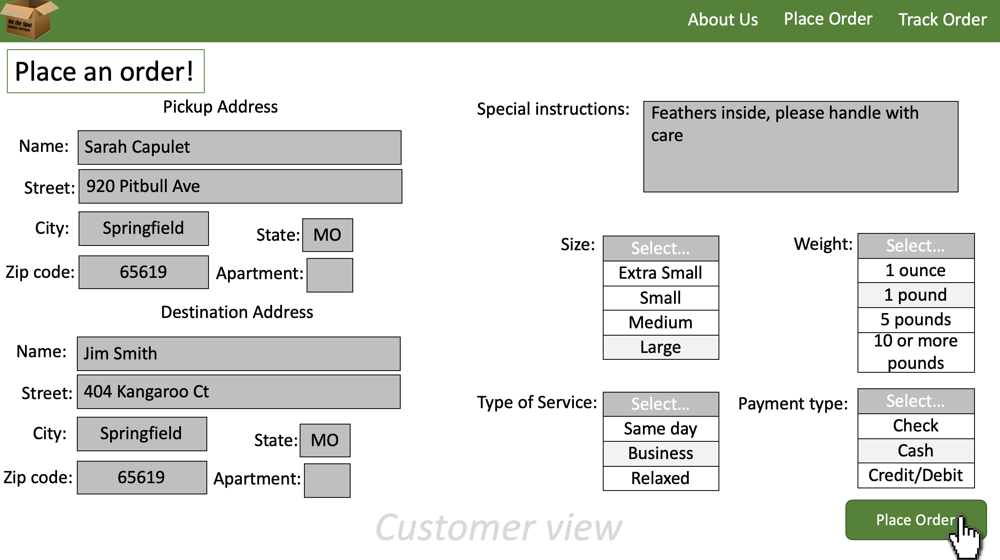 On the Spot
Courier Services
About Us
Place Order
Track Order
Place an order!
Pickup Address
Name:
Sarah Capulet
Street:
920 Pitbull Ave
City:
Springfield
State:
MO
Zip code:
65619
Apartment:
Destination Address
Name:
Jim Smith
Street:
404 Kangaroo Ct
City:
Springfield
State:
MO
Zip code:
65619
Apartment:
Special instructions:
Feathers inside, please handle with
care
Size:
Select...
Extra Small
Small
Medium
Large
Weight:
Select...
1 ounce
1 pound
5 pounds
10 or more
pounds
Type of Service:
Select...
Same day
Business
Relaxed
Payment type:
Select...
Check
Cash
Credit/Debit
Place Order
Customer view